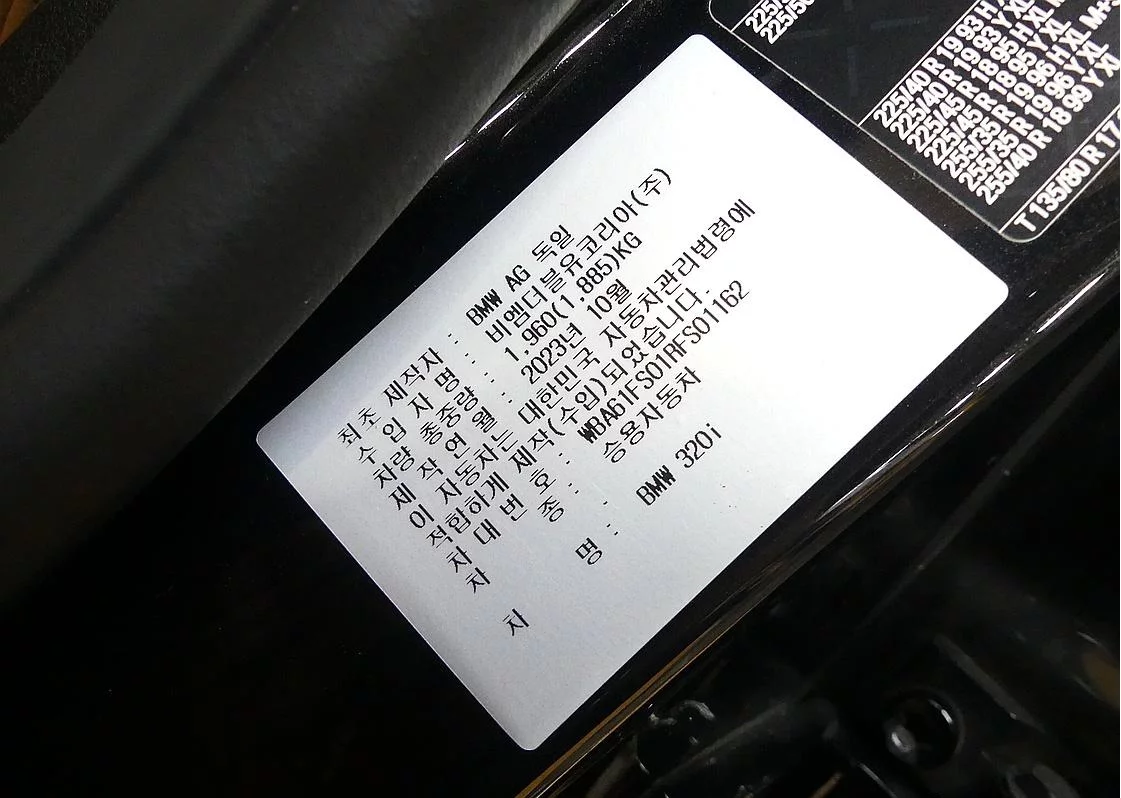 최초 제작자 : BMW AG 독일
수 입 자 명 : 비엠더블유코리아(주)
차량 총중량 : 1,960(1,885)KG
제 작 연 월 : 2023년 10월
이 자동차는 대한민국 자동차관리법령에
적합하게 제작(수입)되었습니다.
차 대 번 호 : WBA61FS01RFS01162
차 종 : 승용자동차
차 명 : BMW 320i
225/40 R 19 93 H
225/40 R 19 93 Y XL
225/45 R 18 95 H XL M+S
225/45 R 18 95 Y XL
255/35 R 19 96 H XL M+S
255/35 R 19 96 Y XL
255/40 R 18 99 Y XL
T 135/80 R 17